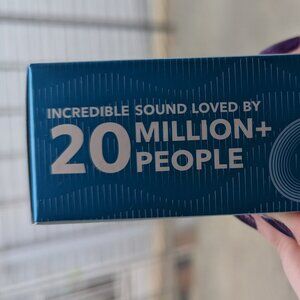 INCREDIBLE SOUND LOVED BY
20 MILLION+
PEOPLE